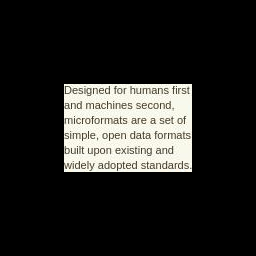 Designed for humans first
and machines second,
microformats are a set of
simple, open data formats
built upon existing and
widely adopted standards.